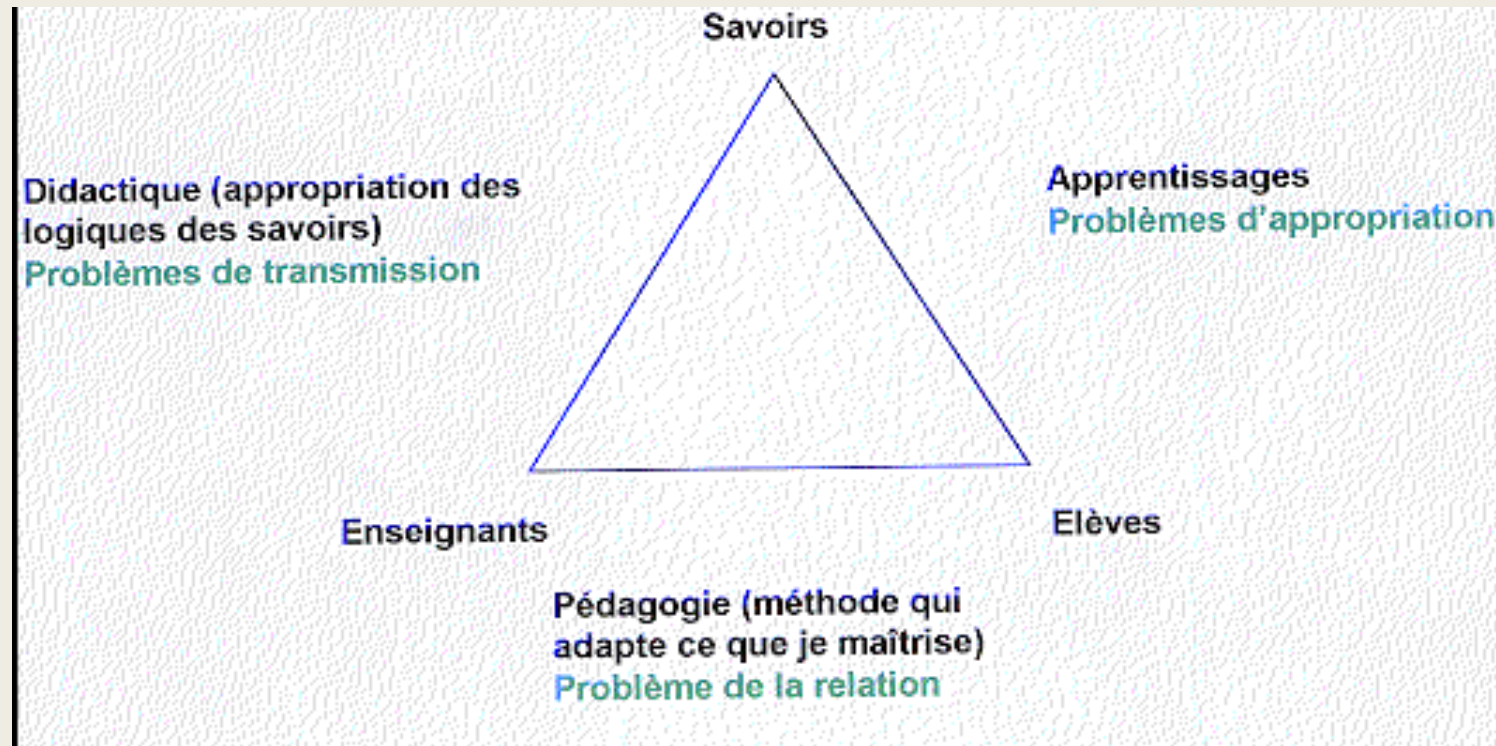 Savoirs
Didactique (appropriation des
logiques des savoirs)
Problèmes de transmission
Apprentissages
Problèmes d'appropriation
Enseignants
Elèves
Pédagogie (méthode qui
adapte ce que je maîtrise)
Problème de la relation